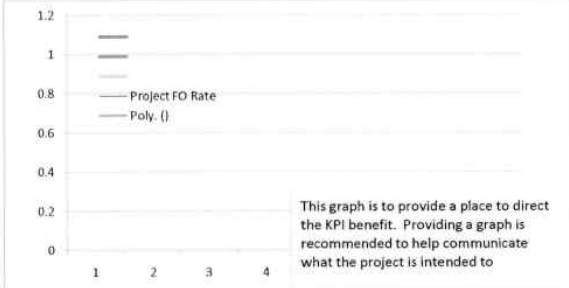 1.2
1
0.8
0.6
0.4
0.2
0
Project FO Rate
Poly. ()
1 2 3 4
This graph is to provide a place to direct
the KPI benefit. Providing a graph is
recommended to help communicate
what the project is intended to